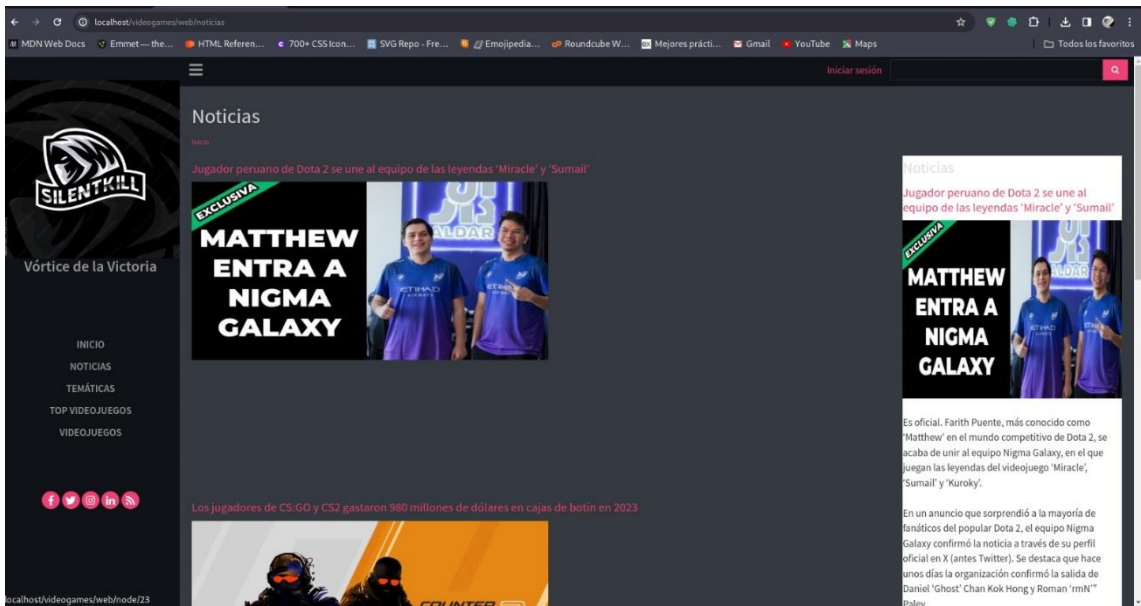 localhost/videogames/web/noticias
MDN Web Docs
Emmet — the...
HTML Referen...
700+ CSS Icon...
SVG Repo - Fre...
Emojipedia...
Roundcube W...
Mejores prácti...
Gmail
YouTube
Maps
Todos los favoritos
Iniciar sesión
SILENTKILL
Vórtice de la Victoria
INICIO
NOTICIAS
TEMÁTICAS
TOP VIDEOJUEGOS
VIDEOJUEGOS
Noticias
Inicio
Jugador peruano de Dota 2 se une al equipo de las leyendas ‘Miracle’ y ‘Sumail’
EXCLUSIVA
MATTHEW
ENTRA A
NIGMA
GALAXY
ALDAR
ETIHAD
AIRWAYS
Los jugadores de CS:GO y CS2 gastaron 980 millones de dólares en cajas de botín en 2023
COUNTER
Noticias
Jugador peruano de Dota 2 se une al
equipo de las leyendas ‘Miracle’ y ‘Sumail’
EXCLUSIVA
MATTHEW
ENTRA A
NIGMA
GALAXY
ALDAR
ETIHAD
Es oficial. Farith Puente, más conocido como
‘Matthew’ en el mundo competitivo de Dota 2, se
acaba de unir al equipo Nigma Galaxy, en el que
juegan las leyendas del videojuego ‘Miracle’,
‘Sumail’ y ‘Kuroky’.
En un anuncio que sorprendió a la mayoría de
fanáticos del popular Dota 2, el equipo Nigma
Galaxy confirmó la noticia a través de su perfil
oficial en X (antes Twitter). Se destaca que hace
unos días la organización confirmó la salida de
Daniel ‘Ghost’ Chan Kok Hong y Roman ‘rmN’"
Paley
localhost/videogames/web/node/23